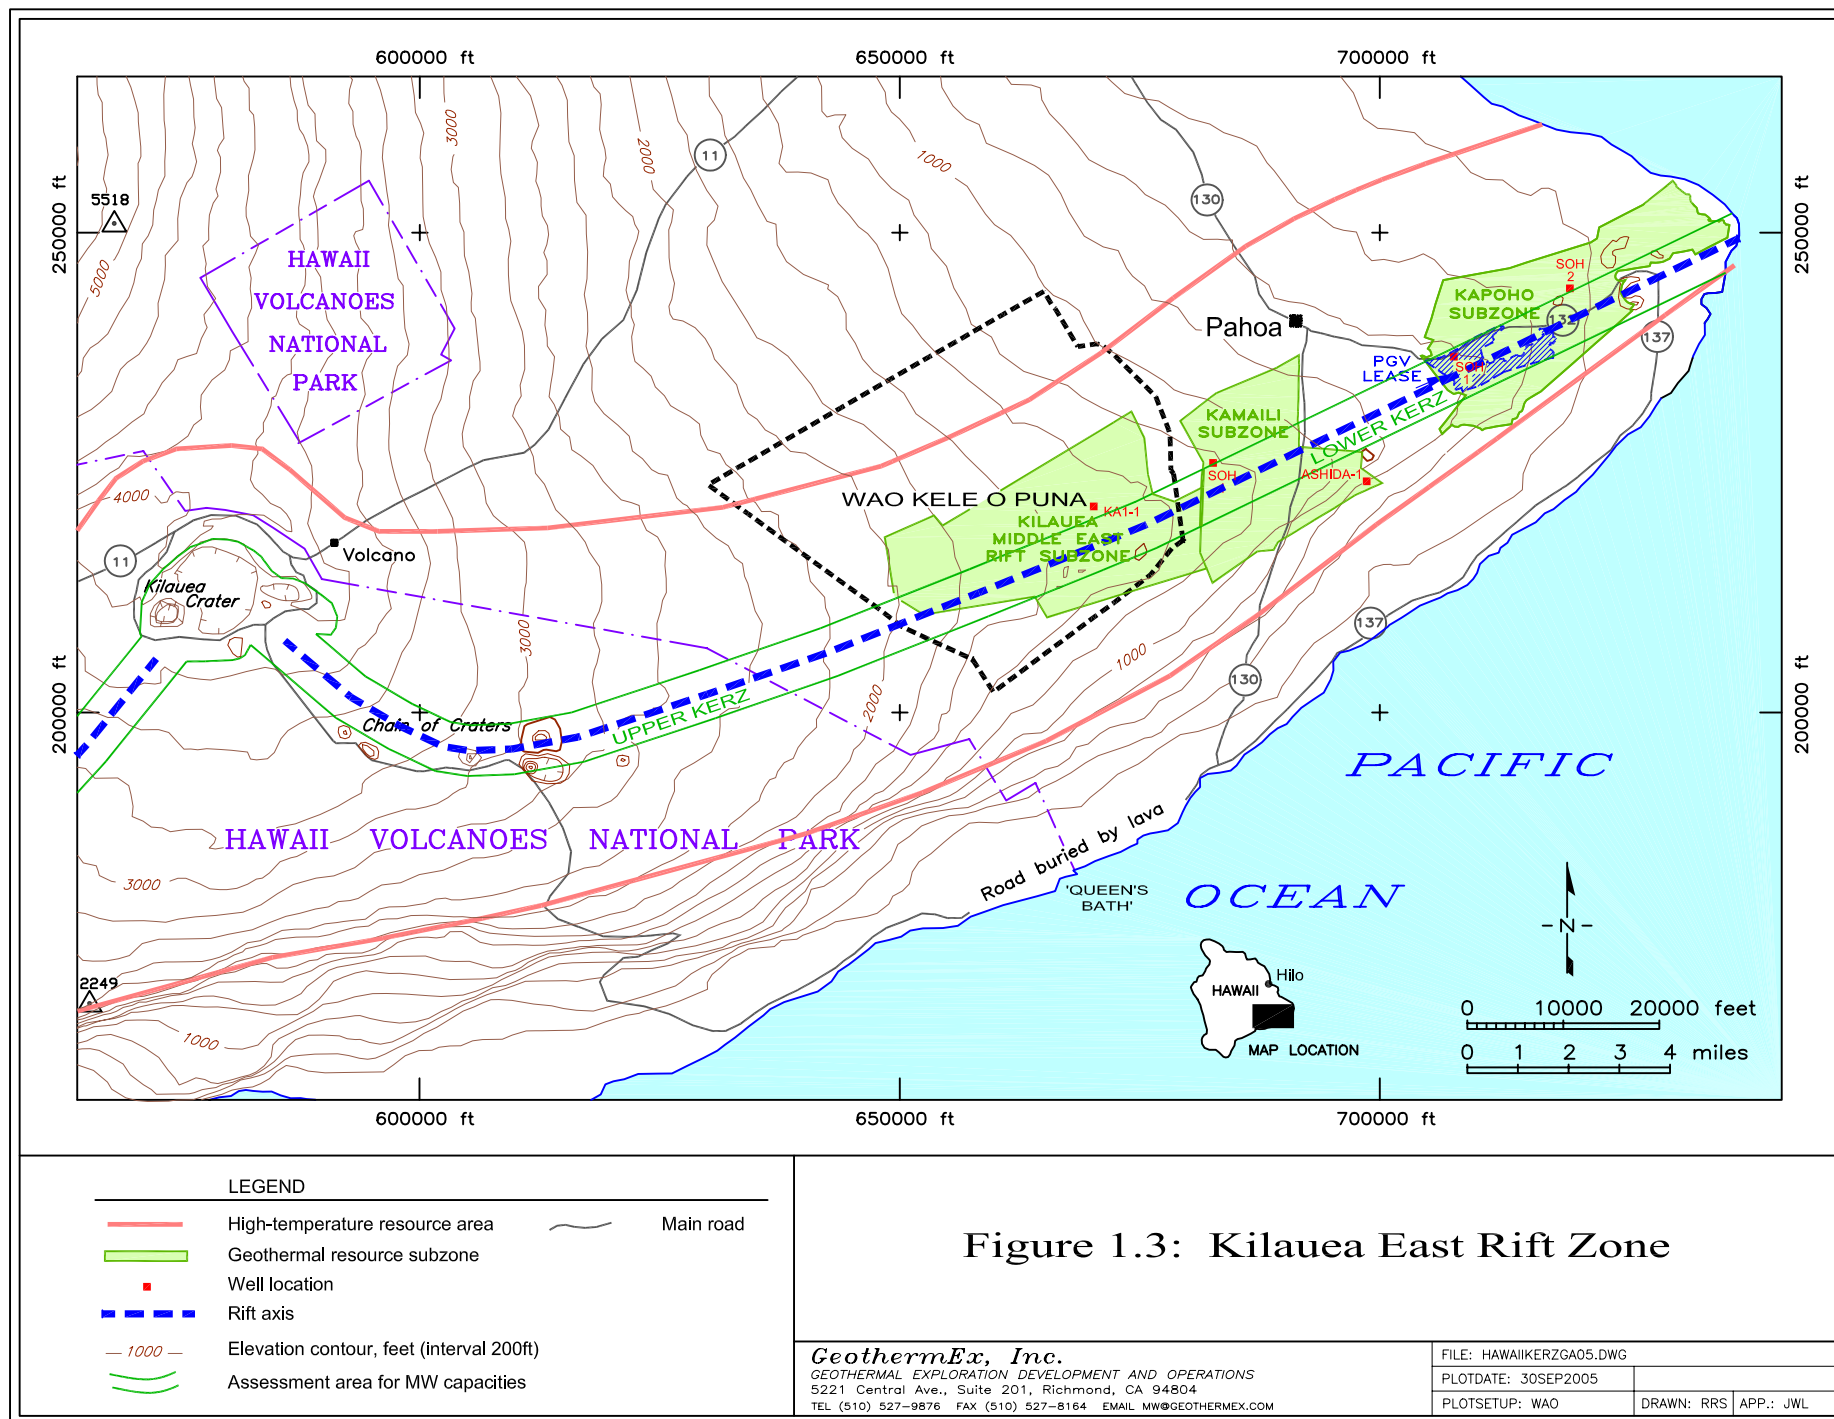 600000 ft
650000 ft
700000 ft
250000 ft
200000 ft
250000 ft
200000 ft
5518
5000
HAWAII
VOLCANOES
NATIONAL
PARK
3000
11
2000
1000
130
4000
11
Volcano
Kilauea
Crater
3000
Chain of Craters
UPPER KERZ
2000
WAO KELE O PUNA
KA1-1
KILAUEA
MIDDLE EAST
RIFT SUBZONE
Pahoa
KAMAILI
SUBZONE
SOH
ASHIDA-1
LOWER KERZ
PGV
LEASE
SOH
1
KAPOHO
SUBZONE
SOH
2
132
137
137
130
1000
HAWAII VOLCANOES NATIONAL PARK
3000
2249
1000
Road buried by lava
'QUEEN'S
BATH'
PACIFIC
OCEAN
N
Hilo
HAWAII
MAP LOCATION
0 10000 20000 feet
0 1 2 3 4 miles
600000 ft
650000 ft
700000 ft
LEGEND
High-temperature resource area
Main road
Geothermal resource subzone
Well location
Rift axis
1000
Elevation contour, feet (interval 200ft)
Assessment area for MW capacities
Figure 1.3: Kilauea East Rift Zone
GeothermEx, Inc.
GEOTHERMAL EXPLORATION DEVELOPMENT AND OPERATIONS
5221 Central Ave., Suite 201, Richmond, CA 94804
TEL (510) 527-9876 FAX (510) 527-8164 EMAIL MW@GEOTHERMEX.COM
FILE: HAWAIIKERZGA05.DWG
PLOTDATE: 30SEP2005
PLOTSETUP: WAO
DRAWN: RRS
APP.: JWL